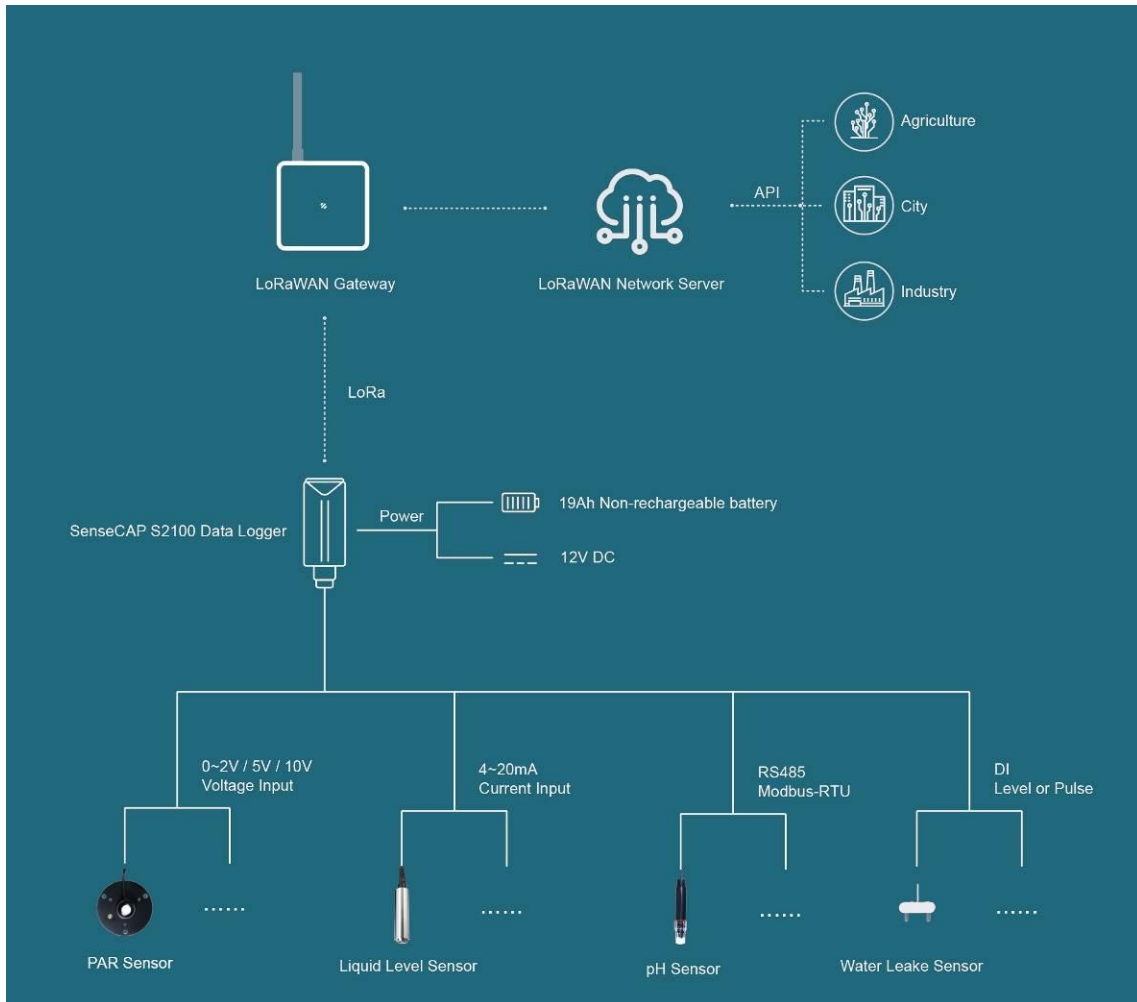 Agriculture
API
City
LoRaWAN Gateway
LoRaWAN Network Server
Industry
LoRa
SenseCAP S2100 Data Logger
Power
19Ah Non-rechargeable battery
12V DC
0~2V / 5V / 10V
Voltage Input
4~20mA
Current Input
RS485
Modbus-RTU
DI
Level or Pulse
......
......
......
......
PAR Sensor
Liquid Level Sensor
pH Sensor
Water Leake Sensor